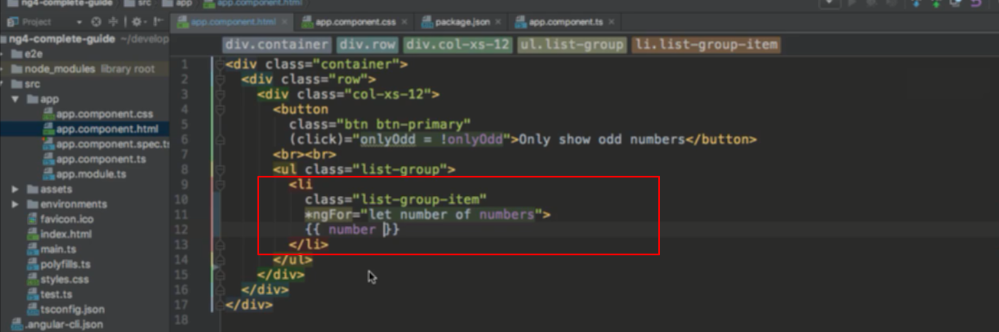 ng4-complete-guide src app app.component.html
Project app.component.html app.component.css package.json app.component.ts
ng4-complete-guide ~/develop
e2e
node_modules library root
src
app
app.component.css
app.component.html
app.component.spec.ts
app.component.ts
app.module.ts
assets
environments
favicon.ico
index.html
main.ts
polyfills.ts
styles.css
test.ts
tsconfig.json
.angular-cli.json
div.container div.row div.col-xs-12 ul.list-group li.list-group-item
1 <div class="container">
2 <div class="row">
3 <div class="col-xs-12">
4 <button
5 class="btn btn-primary"
6 (click)="onlyOdd = !onlyOdd">Only show odd numbers</button>
7 <br><br>
8 <ul class="list-group">
9 <li
10 class="list-group-item"
11 *ngFor="let number of numbers">
12 {{ number }}
13 </li>
14 </ul>
15 </div>
16 </div>
17 </div>
18